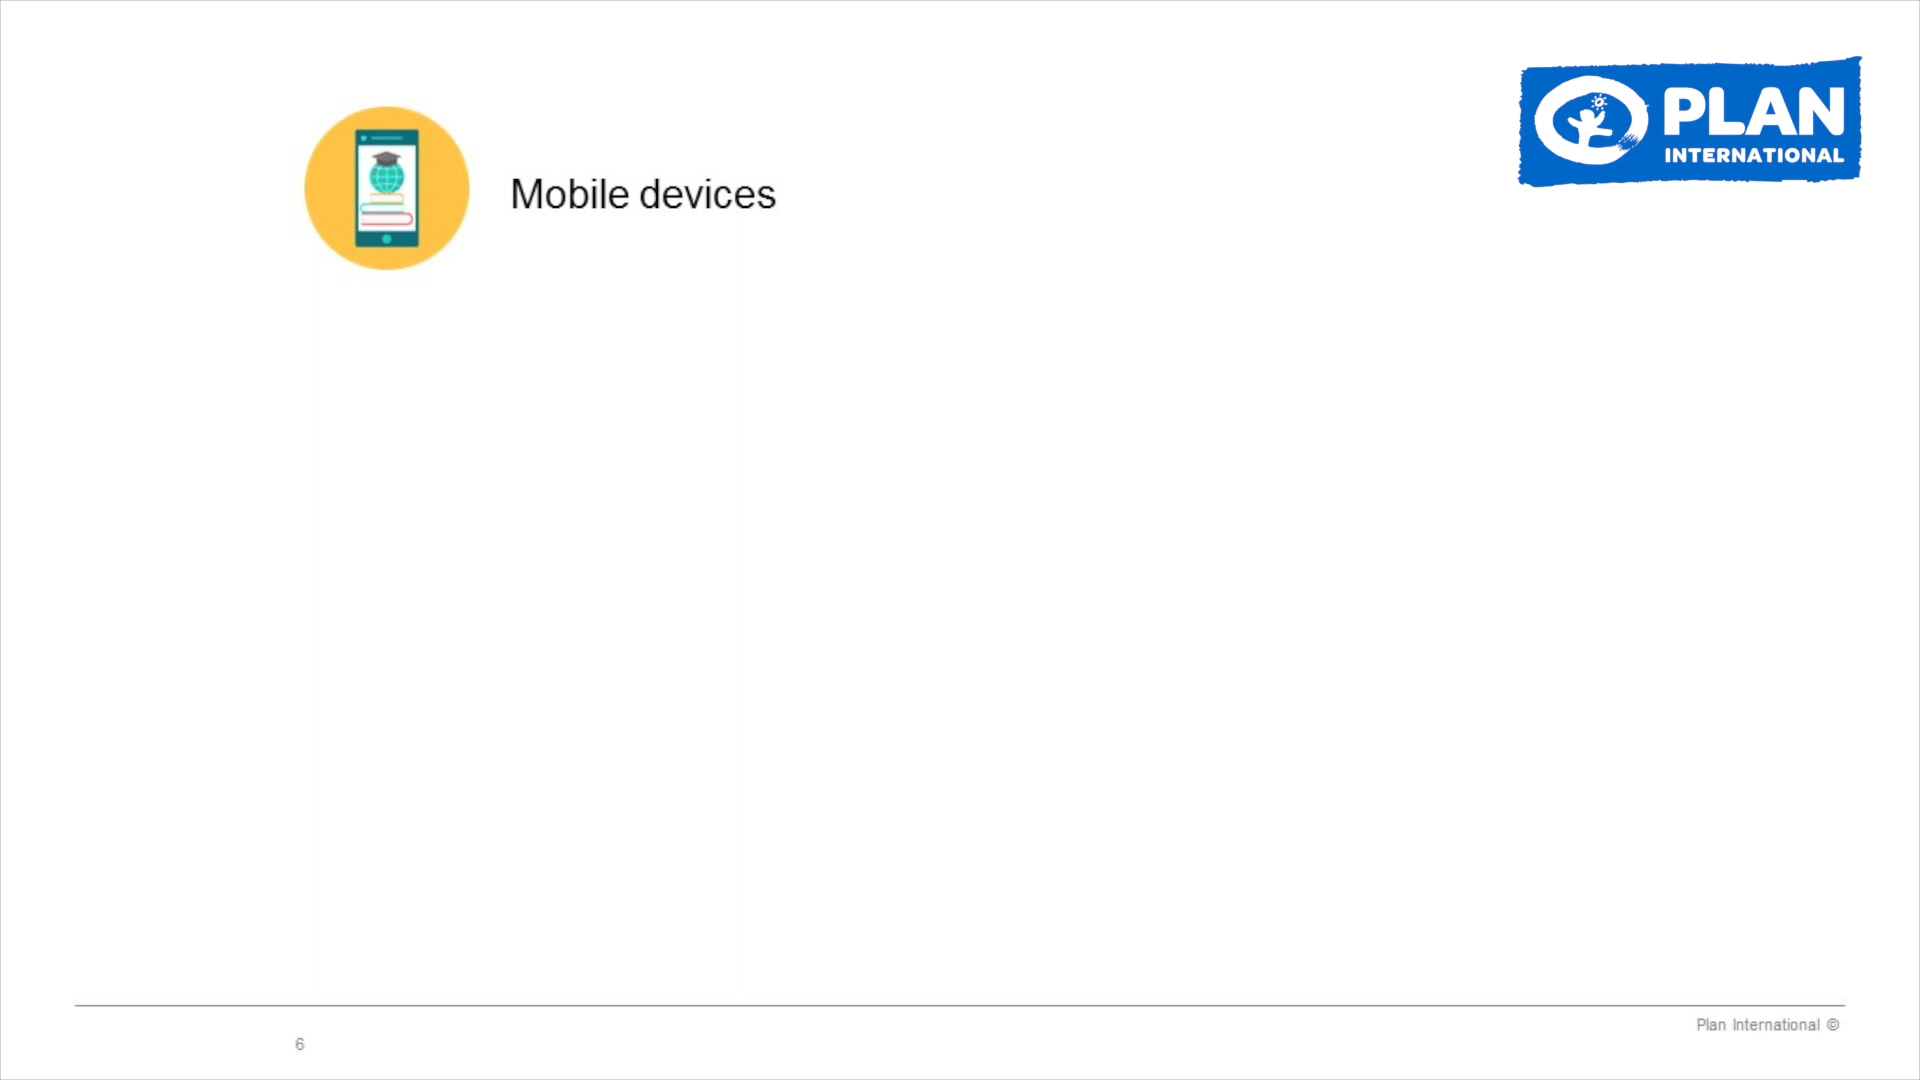 PLAN
INTERNATIONAL
Mobile devices
Plan International ©
6